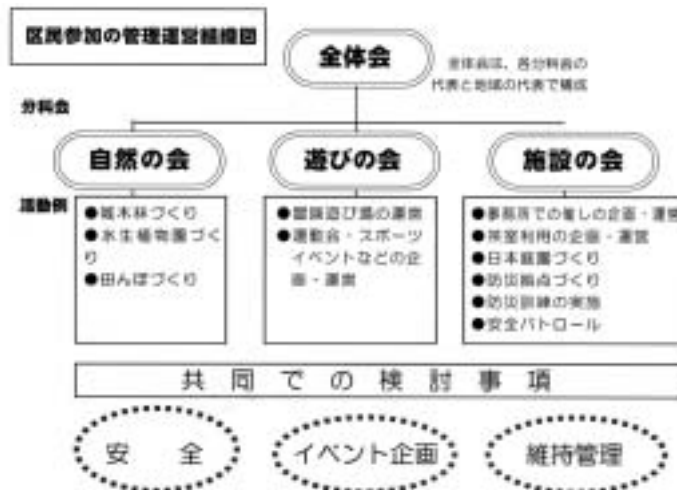 区民参加の管理運営組織図
全体会
全体会は、各分科会の
代表と地域の代表で構成
分科会
自然の会
遊びの会
施設の会
活動例
●雑木林づくり
●水生植物園づく
り
●田んぼづくり
●冒険遊び場の運営
●運動会・スポーツ
イベントなどの企
画・運営
●事務所での催しの企画・運営
●茶室利用の企画・運営
●日本庭園づくり
●防災拠点づくり
●防災訓練の実施
●安全パトロール
共同での検討事項
安全
イベント企画
維持管理